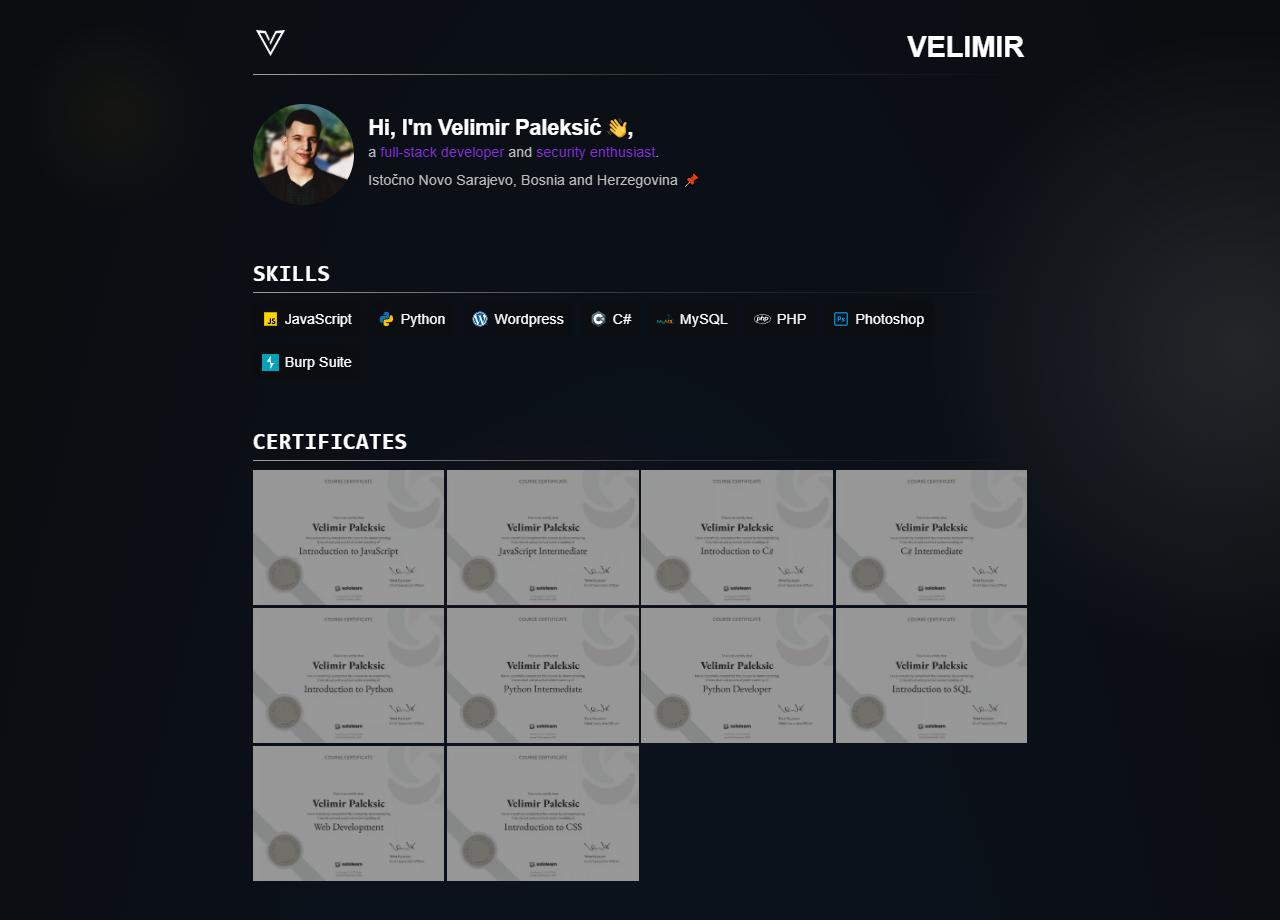 VELIMIR
Hi, I'm Velimir Paleksić 👋,
a full-stack developer and security enthusiast.
Istočno Novo Sarajevo, Bosnia and Herzegovina 📌
SKILLS
JavaScript Python Wordpress C# MySQL PHP Photoshop
Burp Suite
CERTIFICATES
COURSE CERTIFICATE COURSE CERTIFICATE COURSE CERTIFICATE COURSE CERTIFICATE
Velimir Paleksic Velimir Paleksic Velimir Paleksic Velimir Paleksic
Introduction to JavaScript JavaScript Intermediate Introduction to C# C# Intermediate
sololearn sololearn sololearn sololearn
COURSE CERTIFICATE COURSE CERTIFICATE COURSE CERTIFICATE COURSE CERTIFICATE
Velimir Paleksic Velimir Paleksic Velimir Paleksic Velimir Paleksic
Introduction to Python Python Intermediate Python Developer Introduction to SQL
sololearn sololearn sololearn sololearn
COURSE CERTIFICATE COURSE CERTIFICATE
Velimir Paleksic Velimir Paleksic
Web Development Introduction to CSS
sololearn sololearn